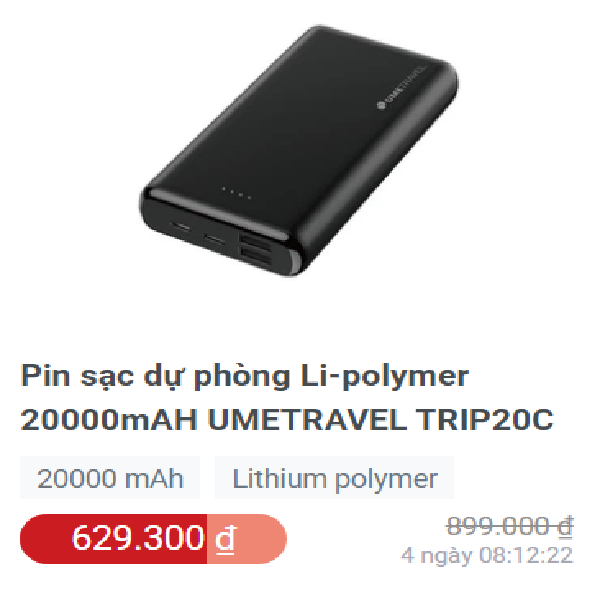 UMETRAVEL
Pin sạc dự phòng Li-polymer
20000mAH UMETRAVEL TRIP20C
20000 mAh Lithium polymer
629.300 ₫ 899.000 ₫
4 ngày 08:12:22